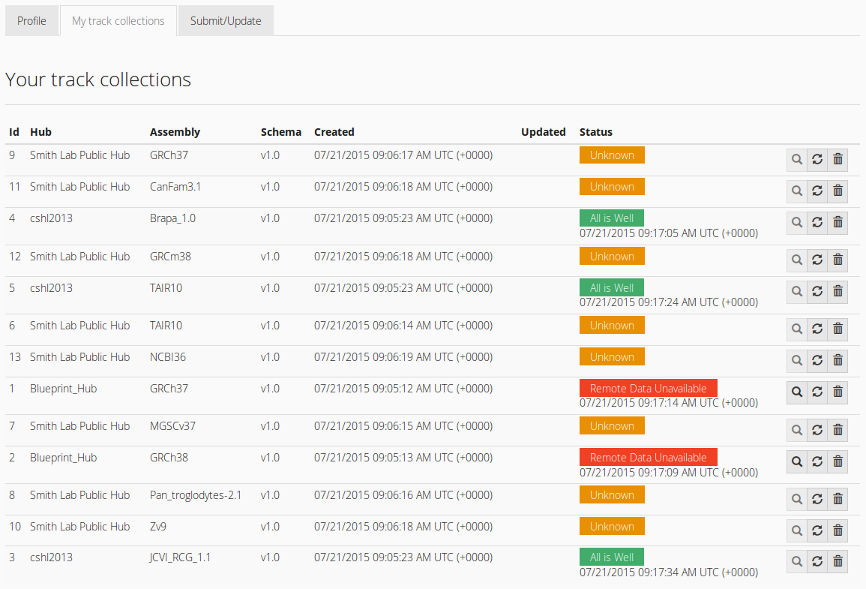 Profile My track collections Submit/Update
Your track collections
Id Hub Assembly Schema Created Updated Status
9 Smith Lab Public Hub GRCh37 v1.0 07/21/2015 09:06:17 AM UTC (+0000) Unknown
11 Smith Lab Public Hub CanFam3.1 v1.0 07/21/2015 09:06:18 AM UTC (+0000) Unknown
4 cshl2013 Brapa_1.0 v1.0 07/21/2015 09:05:23 AM UTC (+0000) All is Well
07/21/2015 09:17:05 AM UTC (+0000)
12 Smith Lab Public Hub GRCm38 v1.0 07/21/2015 09:06:18 AM UTC (+0000) Unknown
5 cshl2013 TAIR10 v1.0 07/21/2015 09:05:23 AM UTC (+0000) All is Well
07/21/2015 09:17:24 AM UTC (+0000)
6 Smith Lab Public Hub TAIR10 v1.0 07/21/2015 09:06:14 AM UTC (+0000) Unknown
13 Smith Lab Public Hub NCBI36 v1.0 07/21/2015 09:06:19 AM UTC (+0000) Unknown
1 Blueprint_Hub GRCh37 v1.0 07/21/2015 09:05:12 AM UTC (+0000) Remote Data Unavailable
07/21/2015 09:17:14 AM UTC (+0000)
7 Smith Lab Public Hub MGSCv37 v1.0 07/21/2015 09:06:15 AM UTC (+0000) Unknown
2 Blueprint_Hub GRCh38 v1.0 07/21/2015 09:05:13 AM UTC (+0000) Remote Data Unavailable
07/21/2015 09:17:09 AM UTC (+0000)
8 Smith Lab Public Hub Pan_troglodytes-2.1 v1.0 07/21/2015 09:06:16 AM UTC (+0000) Unknown
10 Smith Lab Public Hub Zv9 v1.0 07/21/2015 09:06:18 AM UTC (+0000) Unknown
3 cshl2013 JCVI_RCG_1.1 v1.0 07/21/2015 09:05:23 AM UTC (+0000) All is Well
07/21/2015 09:17:34 AM UTC (+0000)